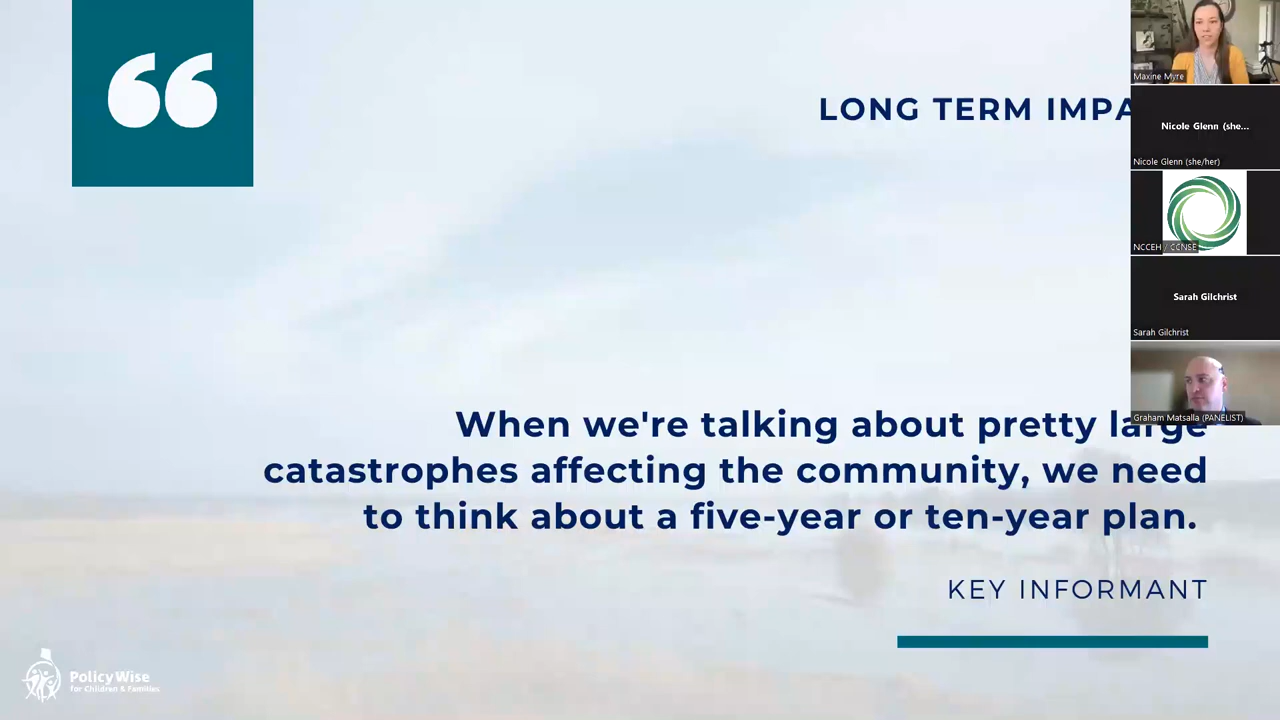 “
LONG TERM IMPA
When we're talking about pretty large
catastrophes affecting the community, we need
to think about a five-year or ten-year plan.
KEY INFORMANT
PolicyWise
for Children & Families
Maxine Myre
Nicole Glenn (she...
Nicole Glenn (she/her)
NCCEH / CCNSE
Sarah Gilchrist
Sarah Gilchrist
Graham Matsalla (PANELIST)